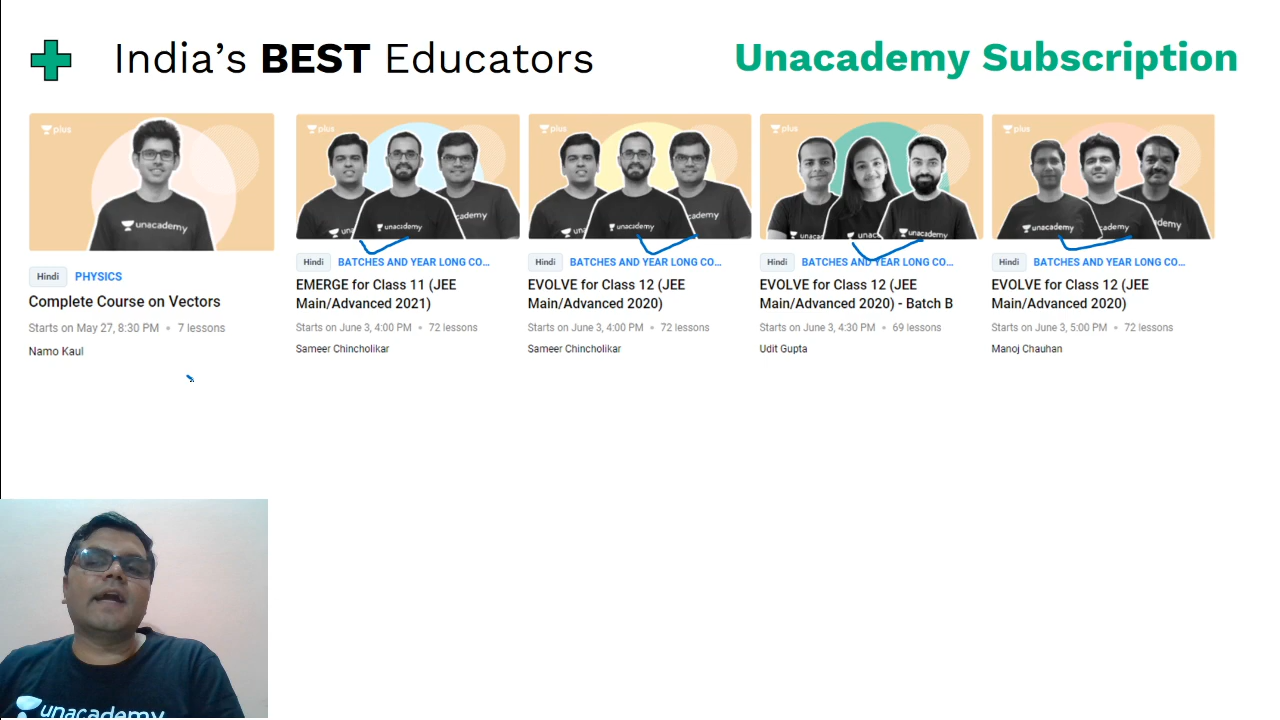 India's BEST Educators
Unacademy Subscription
plus
unacademy
Hindi PHYSICS
Complete Course on Vectors
Starts on May 27, 8:30 PM • 7 lessons
Namo Kaul
plus
unacademy
cademy
Hindi BATCHES AND YEAR LONG CO...
EMERGE for Class 11 (JEE
Main/Advanced 2021)
Starts on June 3, 4:00 PM • 72 lessons
Sameer Chincholikar
plus
unacademy
cademy
Hindi BATCHES AND YEAR LONG CO...
EVOLVE for Class 12 (JEE
Main/Advanced 2020)
Starts on June 3, 4:00 PM • 72 lessons
Sameer Chincholikar
plus
Hindi BATCHES AND YEAR LONG CO...
EVOLVE for Class 12 (JEE
Main/Advanced 2020) - Batch B
Starts on June 3, 4:30 PM • 69 lessons
Udit Gupta
plus
unacademy
demy
Hindi BATCHES AND YEAR LONG CO...
EVOLVE for Class 12 (JEE
Main/Advanced 2020)
Starts on June 3, 5:00 PM • 72 lessons
Manoj Chauhan
unacademy